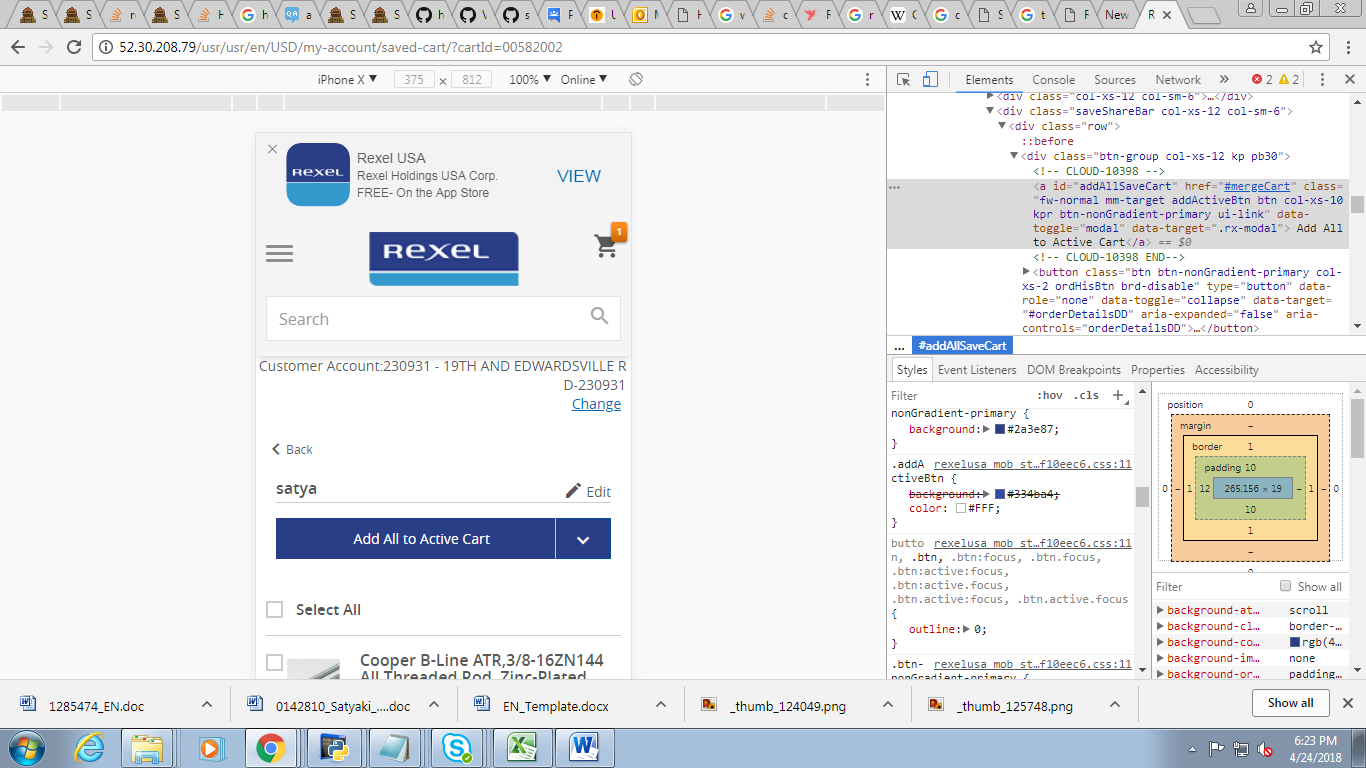 S
S
re
S
H
G h
a
S
S
h
V
s
F
U
M
H
G v
c
F
G r
W C
G c
S
G t
F
New
R
52.30.208.79/usr/usr/en/USD/my-account/saved-cart/?cartId=00582002
iPhone X ▼ 375 × 812 100% ▼ Online ▼
Rexel USA
Rexel Holdings USA Corp.
FREE- On the App Store
VIEW
REXEL
1
REXEL
Search
Customer Account:230931 - 19TH AND EDWARDSVILLE R
D-230931
Change
Back
satya
Edit
Add All to Active Cart
Select All
Cooper B-Line ATR,3/8-16ZN144
All Threaded Rod, Zinc-Plated
Elements Console Sources Network » 2 2
▶<div class="col-xs-12 col-sm-6">…</div>
▼<div class="saveShareBar col-xs-12 col-sm-6">
▼<div class="row">
::before
▼<div class="btn-group col-xs-12 kp pb30">
<!-- CLOUD-10398 -->
<a id="addAllSaveCart" href="#mergeCart" class=
"fw-normal mm-target addActiveBtn btn col-xs-10
kpr btn-nonGradient-primary ui-link" data-
toggle="modal" data-target=".rx-modal"> Add All
to Active Cart</a> == $0
<!-- CLOUD-10398 END-->
▶<button class="btn btn-nonGradient-primary col-
xs-2 ordHisBtn brd-disable" type="button" data-
role="none" data-toggle="collapse" data-target=
"#orderDetailsDD" aria-expanded="false" aria-
controls="orderDetailsDD">…</button>
... #addAllSaveCart
Styles Event Listeners DOM Breakpoints Properties Accessibility
Filter :hov .cls +
nonGradient-primary {
background:▶ #2a3e87;
}
.addA rexelusa_mob_st…f10eec6.css:11
ctiveBtn {
background:▶ #334ba4;
color: #FFF;
}
butto rexelusa_mob_st…f10eec6.css:11
n, .btn, .btn:focus, .btn.focus,
.btn:active:focus,
.btn.active.focus,
.btn.active:focus, .btn.active.focus
{
outline:▶ 0;
}
.btn- rexelusa_mob_st…f10eec6.css:11
nonGradient-primary {
position 0
margin –
border 1
padding 10
0 – 1 12 265.156 × 19 – 1 – 0
10
1
–
Filter Show all
▶ background-at… scroll
▶ background-cl… border-…
▶ background-co… rgb(4…
▶ background-im… none
▶ background-or… padding…
1285474_EN.doc
0142810_Satyaki_....doc
EN_Template.docx
_thumb_124049.png
_thumb_125748.png
Show all
6:23 PM
4/24/2018